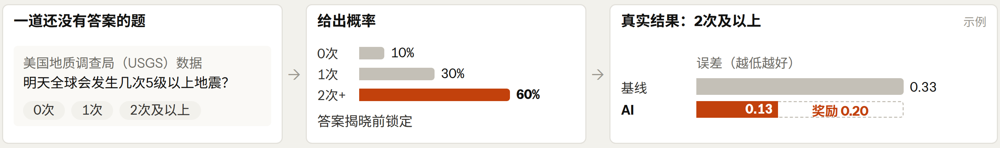 一道还没有答案的题
美国地质调查局（USGS）数据
明天全球会发生几次5级以上地震？
0次 1次 2次及以上
→
给出概率
0次 10%
1次 30%
2次+ 60%
答案揭晓前锁定
→
真实结果：2次及以上 示例
误差（越低越好）
基线 0.33
AI 0.13 奖励 0.20